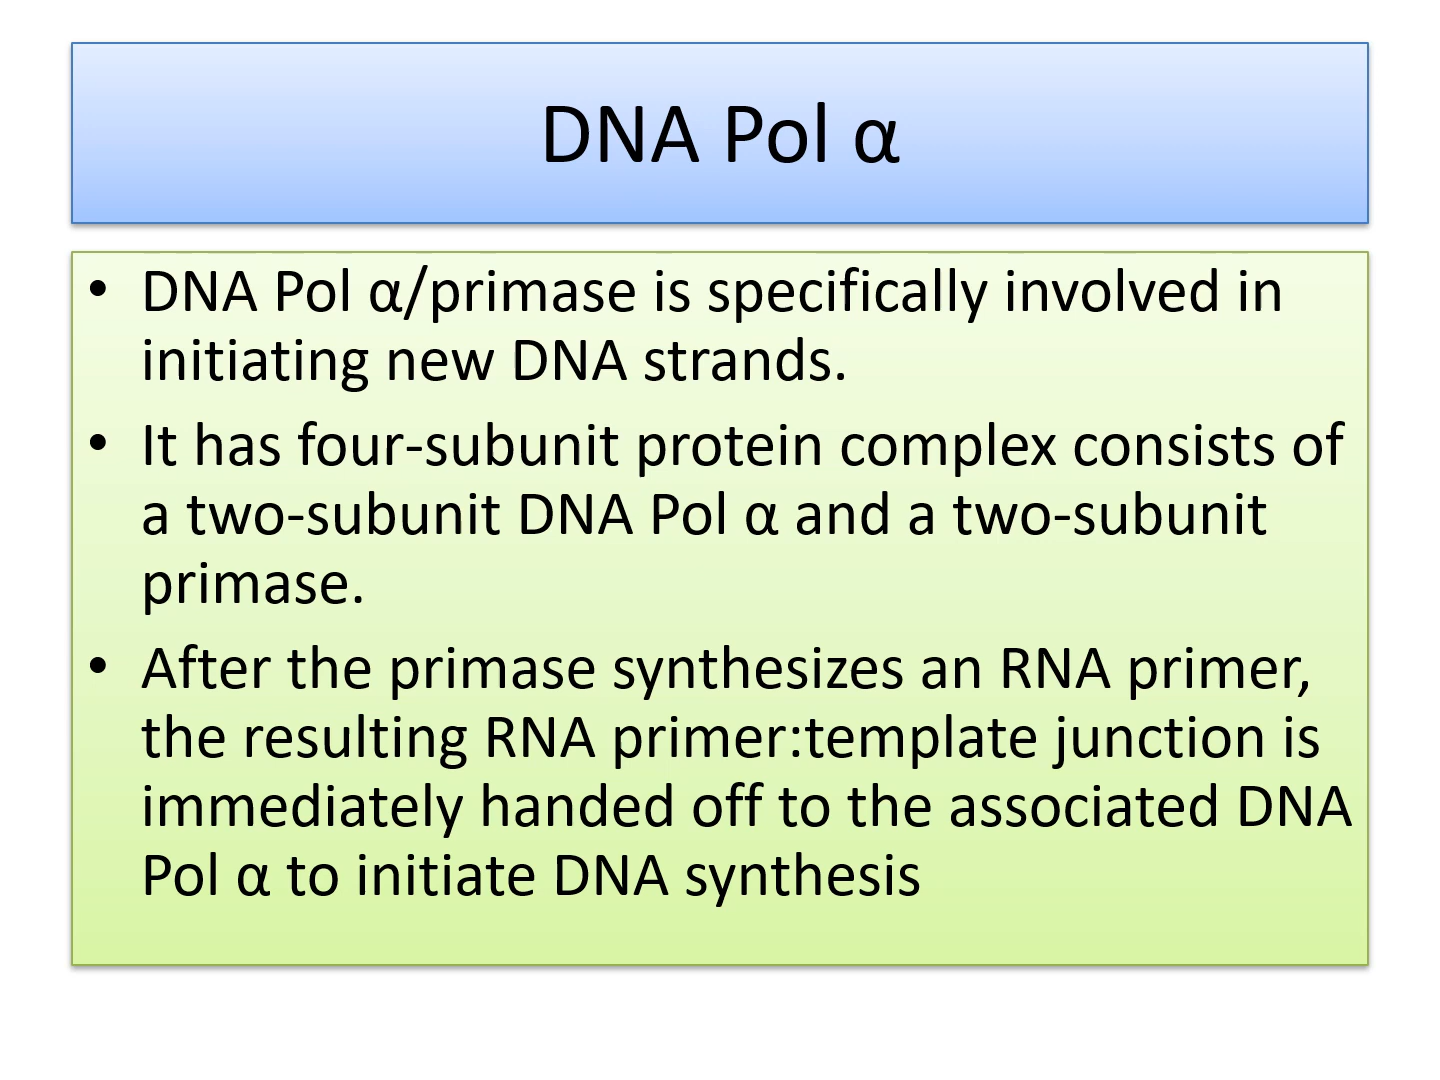 DNA Pol α
• DNA Pol α/primase is specifically involved in
initiating new DNA strands.
• It has four-subunit protein complex consists of
a two-subunit DNA Pol α and a two-subunit
primase.
• After the primase synthesizes an RNA primer,
the resulting RNA primer:template junction is
immediately handed off to the associated DNA
Pol α to initiate DNA synthesis